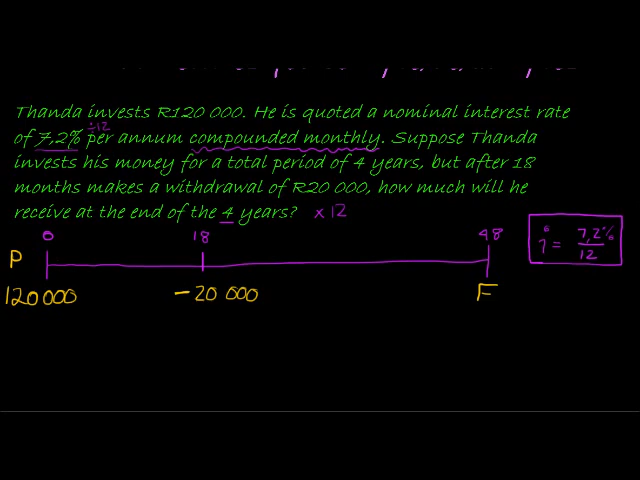 Thanda invests R120 000. He is quoted a nominal interest rate
÷12
of 7,2% per annum compounded monthly. Suppose Thanda
invests his money for a total period of 4 years, but after 18
months makes a withdrawal of R20 000, how much will he
receive at the end of the 4 years? x 12
0 18 48
P
i = 7,2% / 12
120 000 - 20 000 F